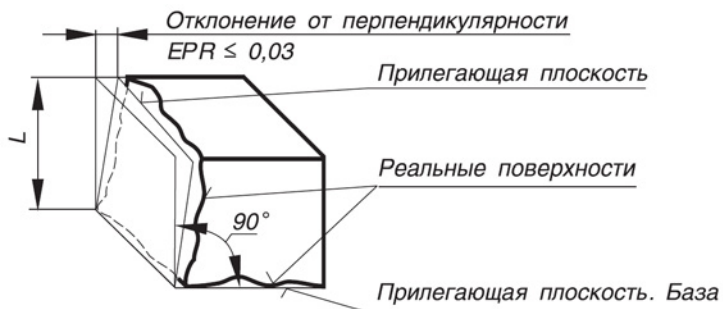 Отклонение от перпендикулярности
EPR ≤ 0,03
Прилегающая плоскость
L
Реальные поверхности
90°
Прилегающая плоскость. База